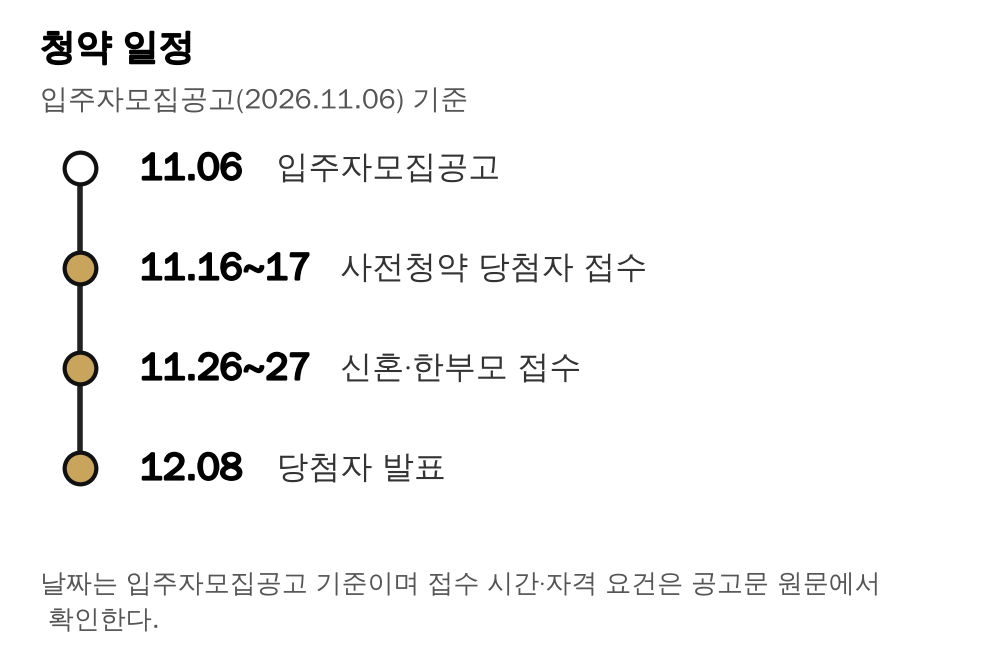 청약 일정
입주자모집공고(2026.11.06) 기준
11.06 입주자모집공고
11.16~17 사전청약 당첨자 접수
11.26~27 신혼·한부모 접수
12.08 당첨자 발표
날짜는 입주자모집공고 기준이며 접수 시간·자격 요건은 공고문 원문에서
확인한다.